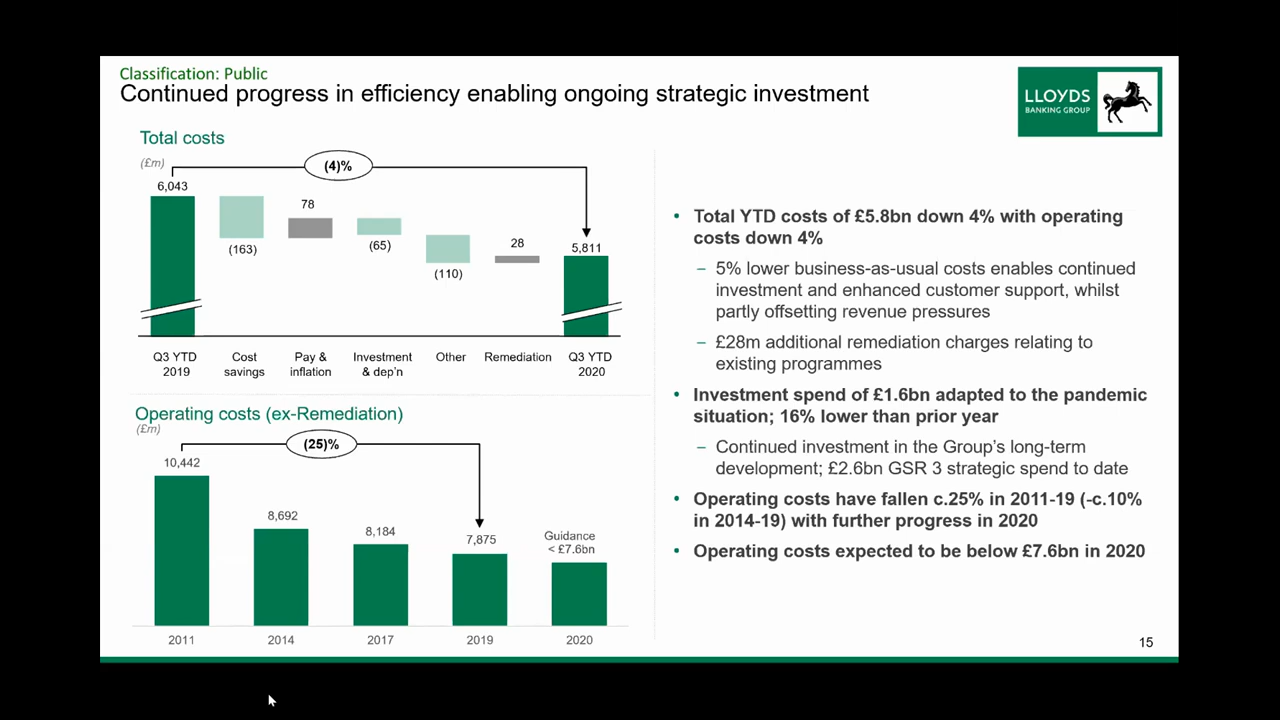 Classification: Public
Continued progress in efficiency enabling ongoing strategic investment
LLOYDS
BANKING GROUP
Total costs
(£m)
(4)%
6,043
78
(163)
(65)
(110)
28
5,811
Q3 YTD
2019
Cost
savings
Pay &
inflation
Investment
& dep'n
Other
Remediation
Q3 YTD
2020
Operating costs (ex-Remediation)
(£m)
(25)%
10,442
8,692
8,184
7,875
Guidance
< £7.6bn
2011
2014
2017
2019
2020
• Total YTD costs of £5.8bn down 4% with operating
costs down 4%
– 5% lower business-as-usual costs enables continued
investment and enhanced customer support, whilst
partly offsetting revenue pressures
– £28m additional remediation charges relating to
existing programmes
• Investment spend of £1.6bn adapted to the pandemic
situation; 16% lower than prior year
– Continued investment in the Group's long-term
development; £2.6bn GSR 3 strategic spend to date
• Operating costs have fallen c.25% in 2011-19 (-c.10%
in 2014-19) with further progress in 2020
• Operating costs expected to be below £7.6bn in 2020
15